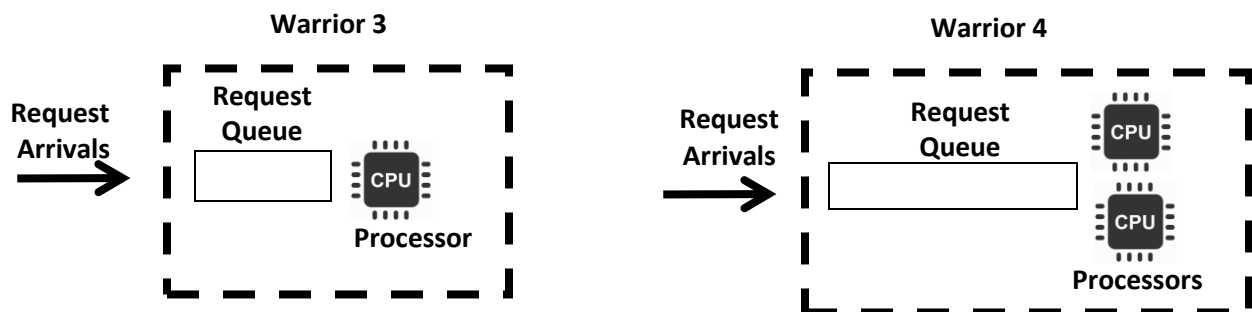 Warrior 3
Request
Arrivals
Request
Queue
CPU
Processor
Warrior 4
Request
Arrivals
Request
Queue
CPU
CPU
Processors